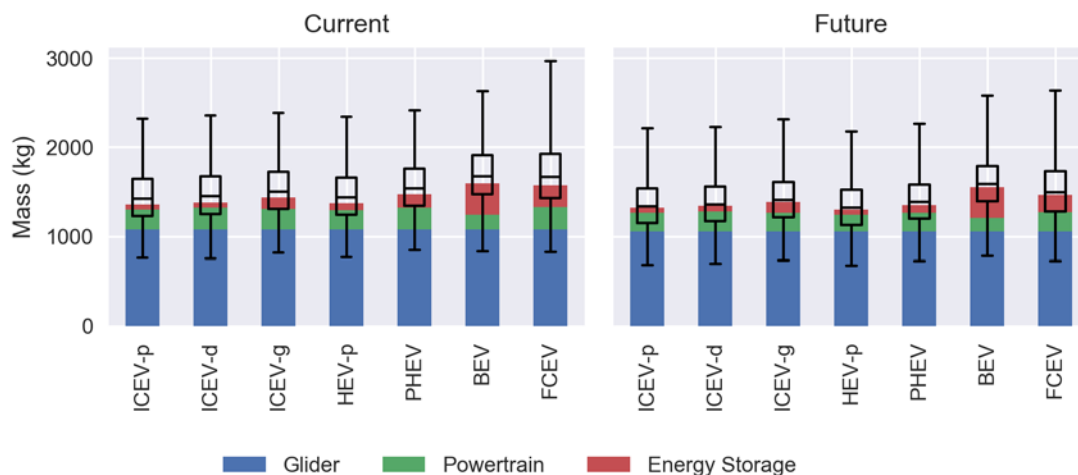 Current
Future
Mass (kg)
3000
2000
1000
0
ICEV-p
ICEV-d
ICEV-g
HEV-p
PHEV
BEV
FCEV
ICEV-p
ICEV-d
ICEV-g
HEV-p
PHEV
BEV
FCEV
Glider
Powertrain
Energy Storage